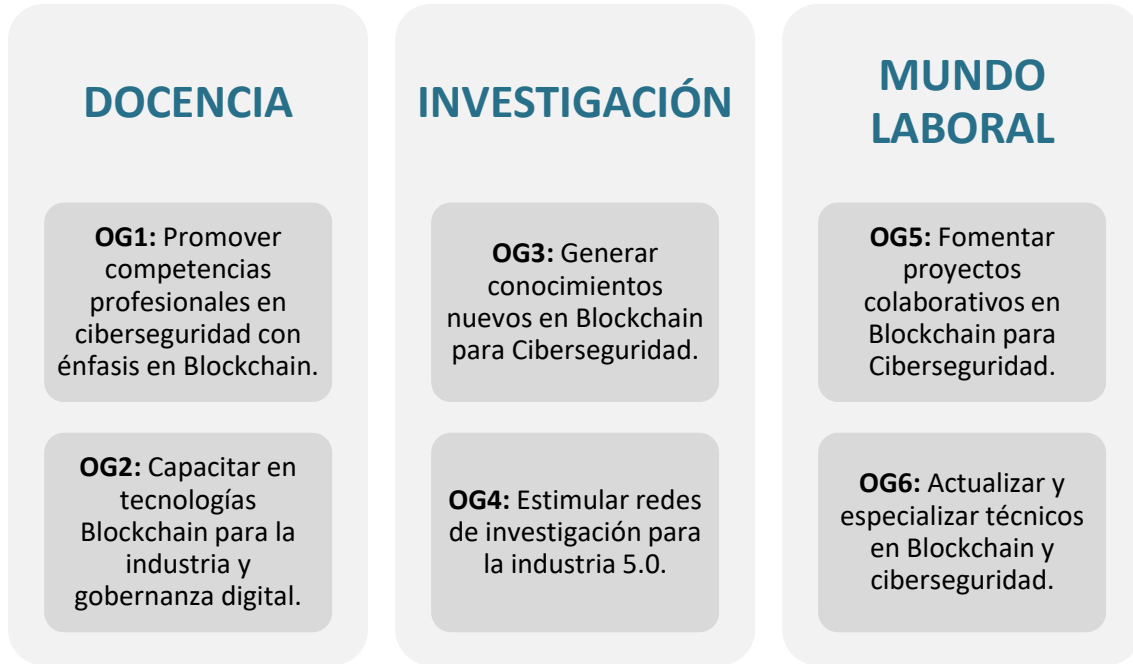 DOCENCIA
OG1: Promover
competencias
profesionales en
ciberseguridad con
énfasis en Blockchain.
OG2: Capacitar en
tecnologías
Blockchain para la
industria y
gobernanza digital.
INVESTIGACIÓN
OG3: Generar
conocimientos
nuevos en Blockchain
para Ciberseguridad.
OG4: Estimular redes
de investigación para
la industria 5.0.
MUNDO
LABORAL
OG5: Fomentar
proyectos
colaborativos en
Blockchain para
Ciberseguridad.
OG6: Actualizar y
especializar técnicos
en Blockchain y
ciberseguridad.